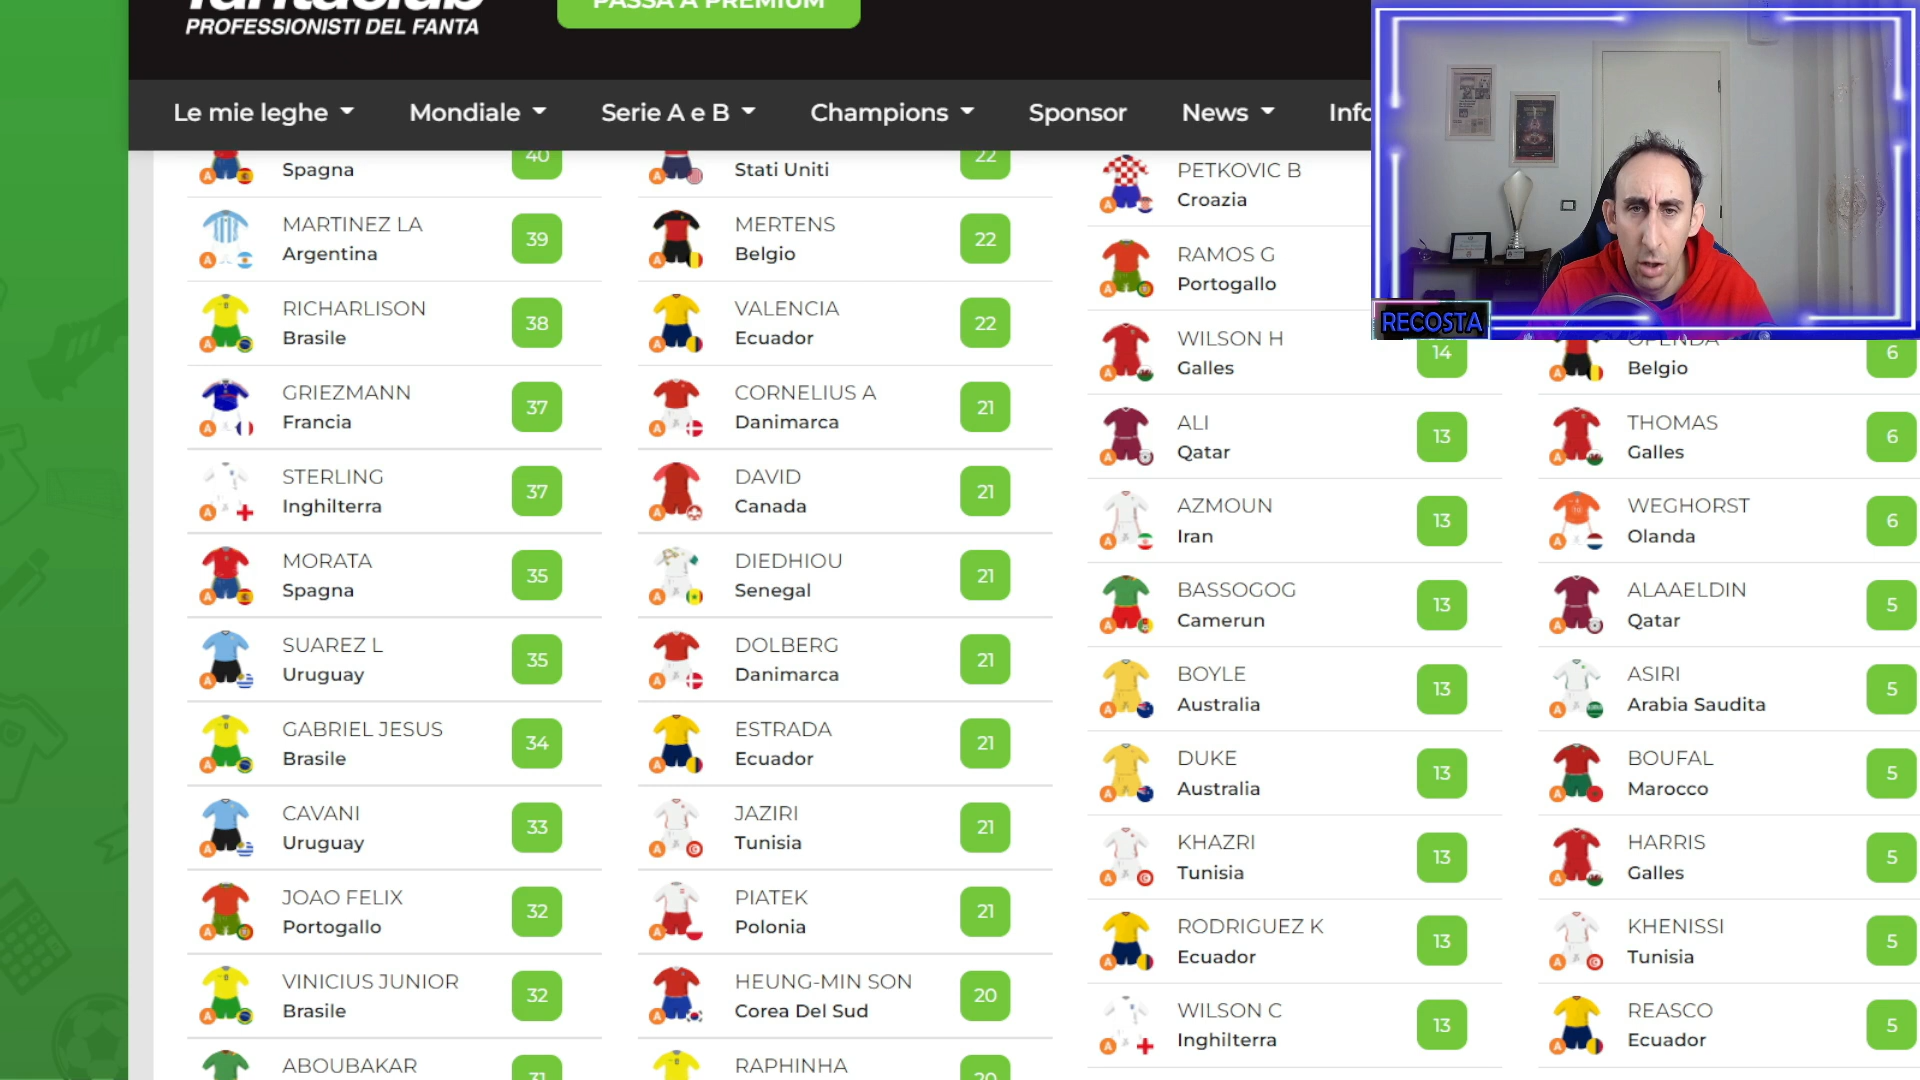 fantaclub
PROFESSIONISTI DEL FANTA
PASSA A PREMIUM
Le mie leghe
Mondiale
Serie A e B
Champions
Sponsor
News
Info
RECOSTA
Spagna
40
MARTINEZ LA
Argentina
39
RICHARLISON
Brasile
38
GRIEZMANN
Francia
37
STERLING
Inghilterra
37
MORATA
Spagna
35
SUAREZ L
Uruguay
35
GABRIEL JESUS
Brasile
34
CAVANI
Uruguay
33
JOAO FELIX
Portogallo
32
VINICIUS JUNIOR
Brasile
32
ABOUBAKAR
31
Stati Uniti
22
MERTENS
Belgio
22
VALENCIA
Ecuador
22
CORNELIUS A
Danimarca
21
DAVID
Canada
21
DIEDHIOU
Senegal
21
DOLBERG
Danimarca
21
ESTRADA
Ecuador
21
JAZIRI
Tunisia
21
PIATEK
Polonia
21
HEUNG-MIN SON
Corea Del Sud
20
RAPHINHA
20
PETKOVIC B
Croazia
RAMOS G
Portogallo
WILSON H
Galles
14
ALI
Qatar
13
AZMOUN
Iran
13
BASSOGOG
Camerun
13
BOYLE
Australia
13
DUKE
Australia
13
KHAZRI
Tunisia
13
RODRIGUEZ K
Ecuador
13
WILSON C
Inghilterra
13
OPENDA
Belgio
6
THOMAS
Galles
6
WEGHORST
Olanda
6
ALAAELDIN
Qatar
5
ASIRI
Arabia Saudita
5
BOUFAL
Marocco
5
HARRIS
Galles
5
KHENISSI
Tunisia
5
REASCO
Ecuador
5